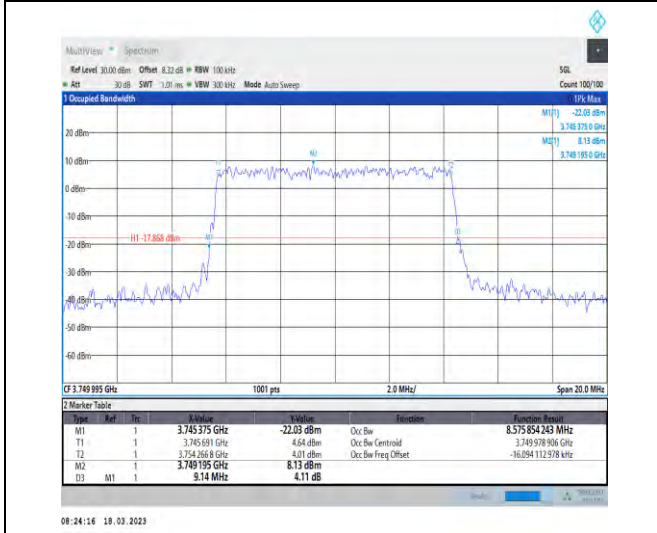 MultiView Spectrum
Ref Level 30.00 dBm Offset 8.32 dB RBW 100 kHz SGL
Att 30 dB SWT 1.01 ms VBW 300 kHz Mode Auto Sweep Count 100/100
1 Occupied Bandwidth 1Pk Max
M1[1] -22.03 dBm
3.745 375 0 GHz
M2[1] 8.13 dBm
3.749 195 0 GHz
20 dBm
10 dBm
M2
0 dBm
-10 dBm
H1 -17.868 dBm
-30 dBm
-40 dBm
-50 dBm
-60 dBm
CF 3.749 995 GHz 1001 pts 2.0 MHz/ Span 20.0 MHz
2 Marker Table
Type Ref Trc X-Value Y-Value Function Function Result
M1 1 3.745 375 GHz -22.03 dBm Occ Bw 8.575 854 243 MHz
T1 1 3.745 691 GHz 4.64 dBm Occ Bw Centroid 3.749 978 906 GHz
T2 1 3.754 266 8 GHz 4.01 dBm Occ Bw Freq Offset -16.094 112 978 kHz
M2 1 3.749 195 GHz 8.13 dBm
D3 M1 1 9.14 MHz 4.11 dB
08:24:16 18.03.2023